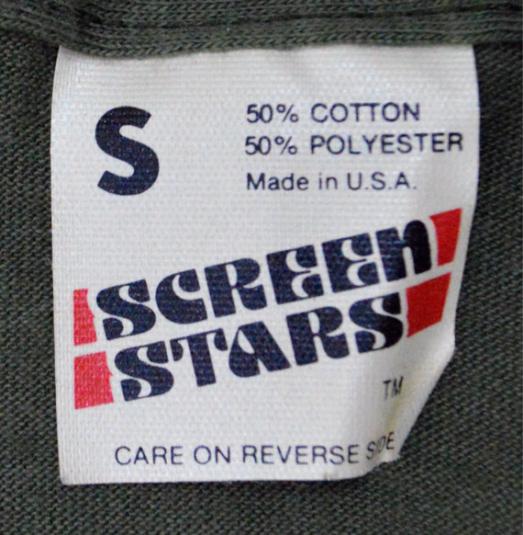 S
50% COTTON
50% POLYESTER
Made in U.S.A.
SCREEN
STARS
TM
CARE ON REVERSE SIDE